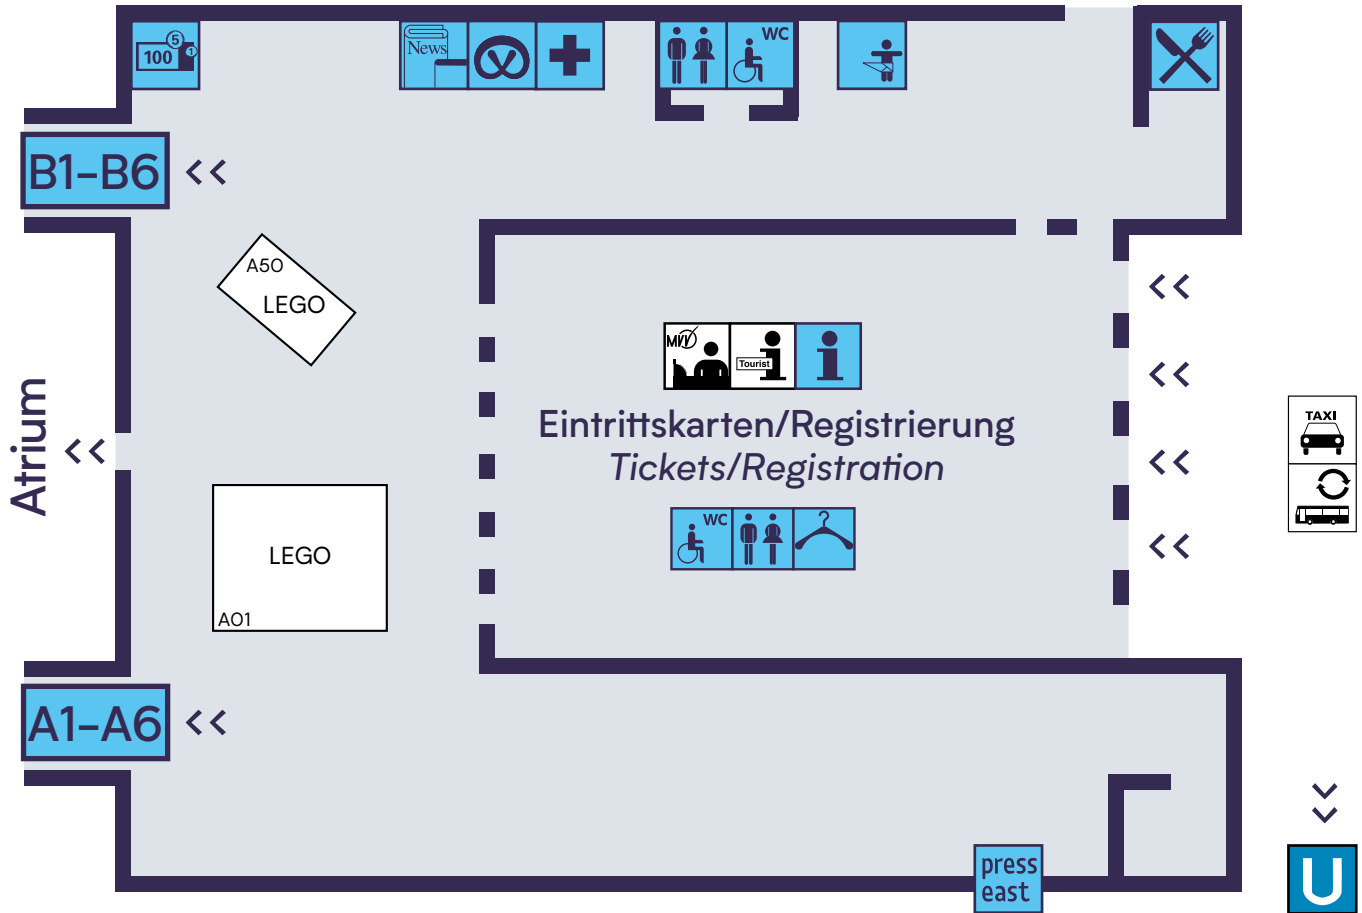 5
1
100
News
WC
B1-B6
<<
A50
LEGO
<<
MVV
Tourist
<<
Atrium
<<
Eintrittskarten/Registrierung
Tickets/Registration
<<
TAXI
WC
LEGO
A01
<<
A1-A6
<<
press
east
U